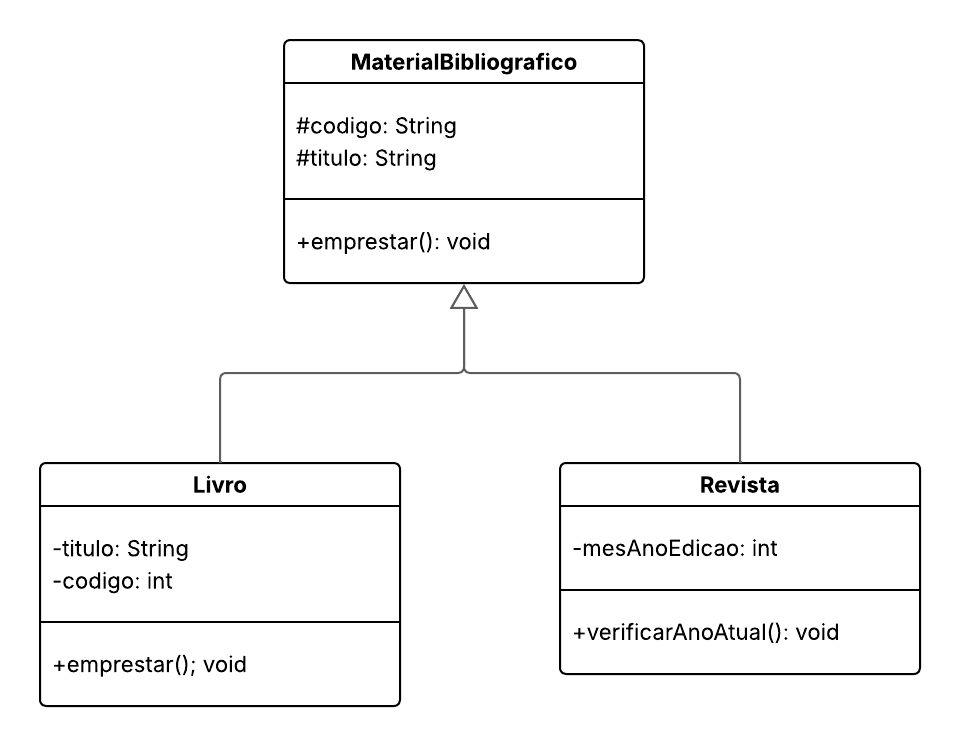 MaterialBibliografico
#codigo: String
#titulo: String
+emprestar(): void
Livro
-titulo: String
-codigo: int
+emprestar(); void
Revista
-mesAnoEdicao: int
+verificarAnoAtual(): void